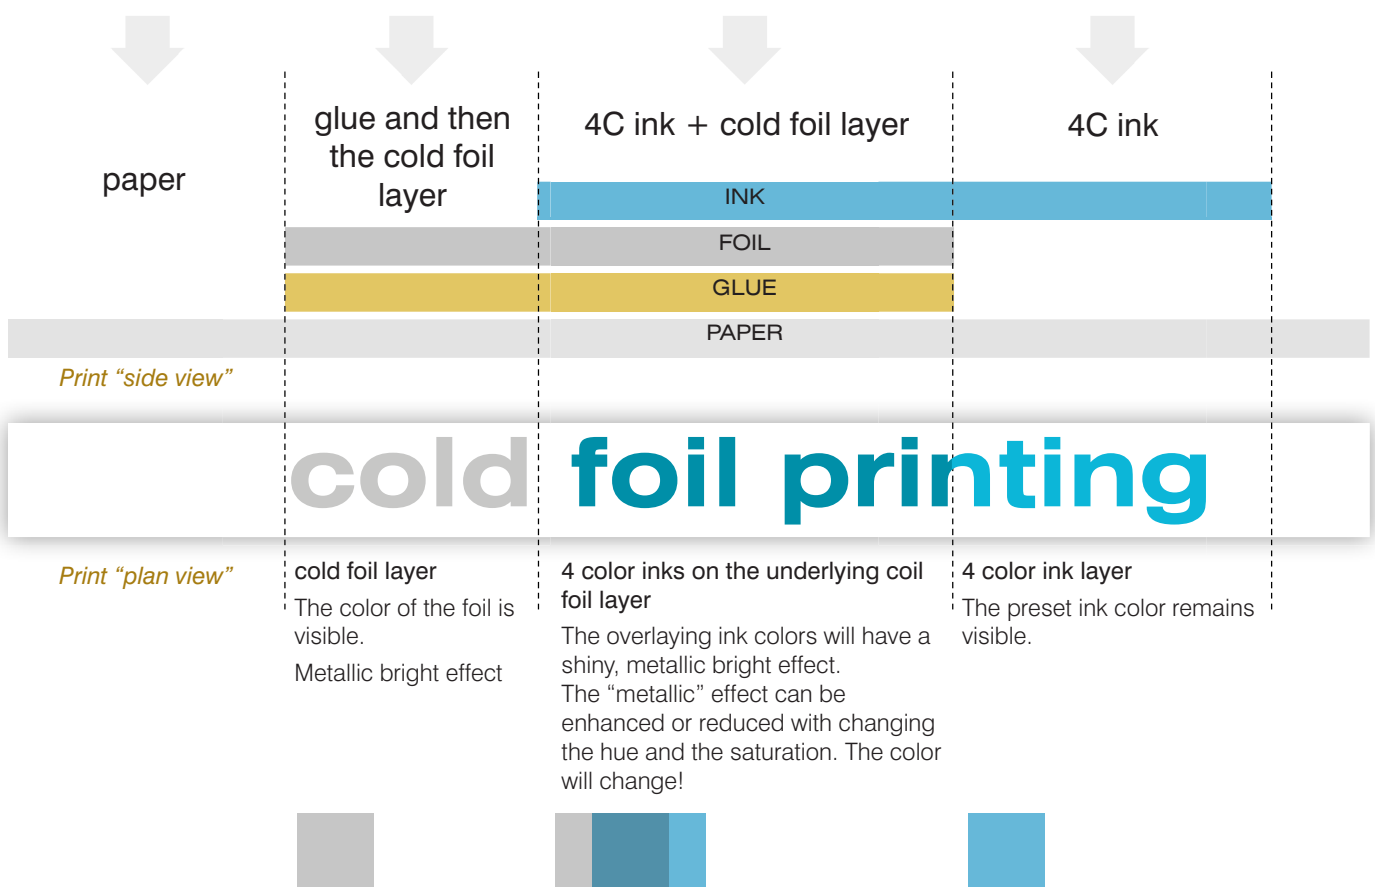 paper
glue and then
the cold foil
layer
4C ink + cold foil layer
4C ink
INK
FOIL
GLUE
PAPER
Print “side view”
cold foil printing
Print “plan view”
cold foil layer
The color of the foil is
visible.
Metallic bright effect
4 color inks on the underlying coil
foil layer
The overlaying ink colors will have a
shiny, metallic bright effect.
The “metallic” effect can be
enhanced or reduced with changing
the hue and the saturation. The color
will change!
4 color ink layer
The preset ink color remains
visible.